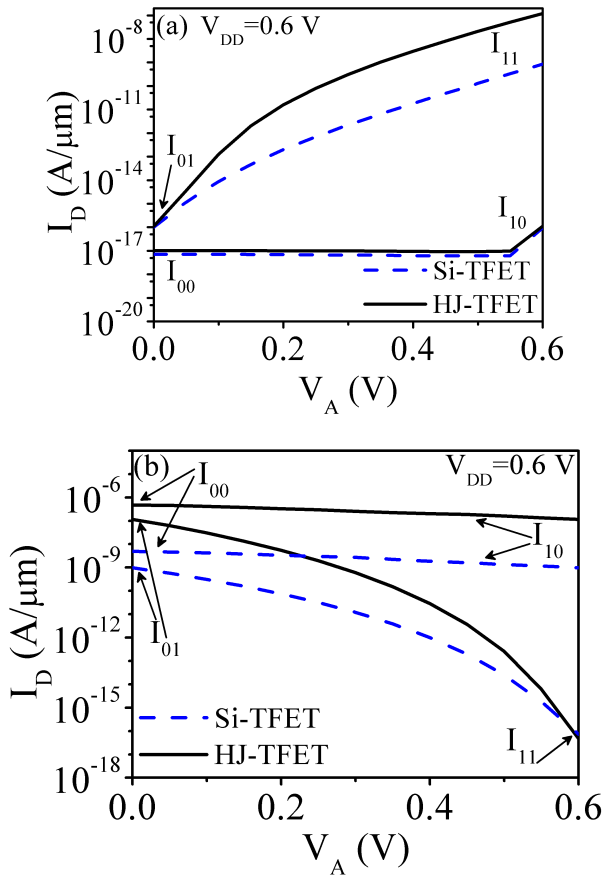 (a) V_DD=0.6 V
10^-8
10^-11
10^-14
10^-17
10^-20
I_D (A/μm)
I_11
I_01
I_10
I_00
Si-TFET
HJ-TFET
0.0 0.2 0.4 0.6
V_A (V)
(b) V_DD=0.6 V
10^-6
10^-9
10^-12
10^-15
10^-18
I_D (A/μm)
I_00
I_10
I_01
I_11
Si-TFET
HJ-TFET
0.0 0.2 0.4 0.6
V_A (V)